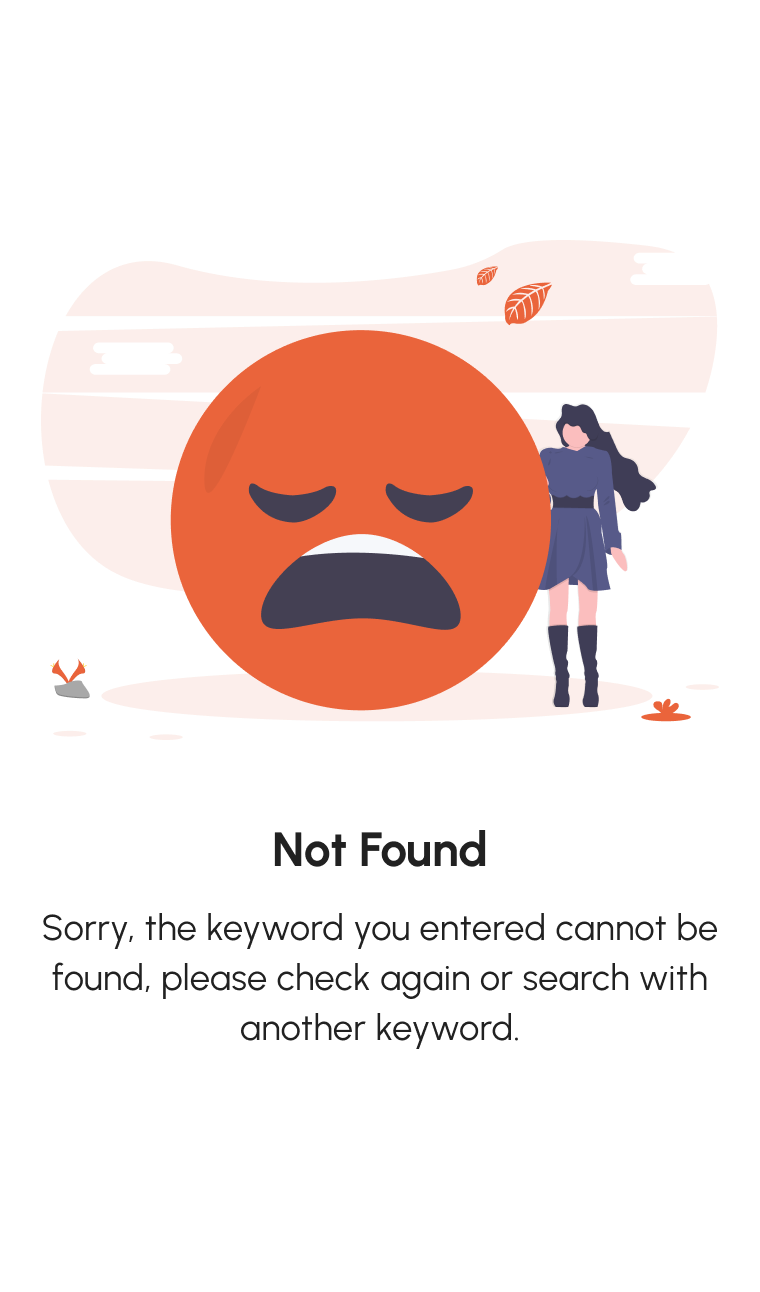 Not Found
Sorry, the keyword you entered cannot be
found, please check again or search with
another keyword.